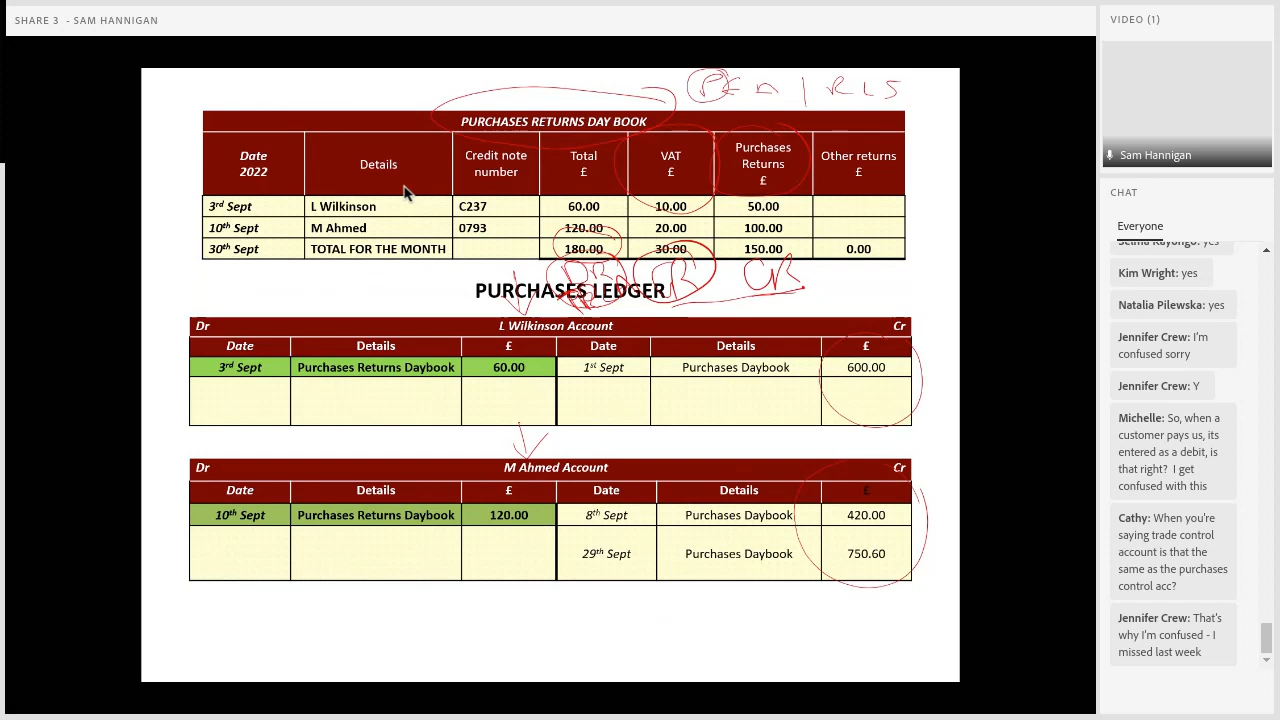 SHARE 3 - SAM HANNIGAN
VIDEO (1)
Sam Hannigan
P E A R L S
PURCHASES RETURNS DAY BOOK
Date 2022 Details Credit note number Total £ VAT £ Purchases Returns £ Other returns £
3rd Sept L Wilkinson C237 60.00 10.00 50.00
10th Sept M Ahmed 0793 120.00 20.00 100.00
30th Sept TOTAL FOR THE MONTH 180.00 30.00 150.00 0.00
CR
PURCHASES LEDGER
Dr L Wilkinson Account Cr
Date Details £ Date Details £
3rd Sept Purchases Returns Daybook 60.00 1st Sept Purchases Daybook 600.00
Dr M Ahmed Account Cr
Date Details £ Date Details £
10th Sept Purchases Returns Daybook 120.00 8th Sept Purchases Daybook 420.00
29th Sept Purchases Daybook 750.60
CHAT
Everyone
Selma Kayongo: yes
Kim Wright: yes
Natalia Pilewska: yes
Jennifer Crew: I'm
confused sorry
Jennifer Crew: Y
Michelle: So, when a
customer pays us, its
entered as a debit, is
that right? I get
confused with this
Cathy: When you're
saying trade control
account is that the
same as the purchases
control acc?
Jennifer Crew: That's
why I'm confused - I
missed last week